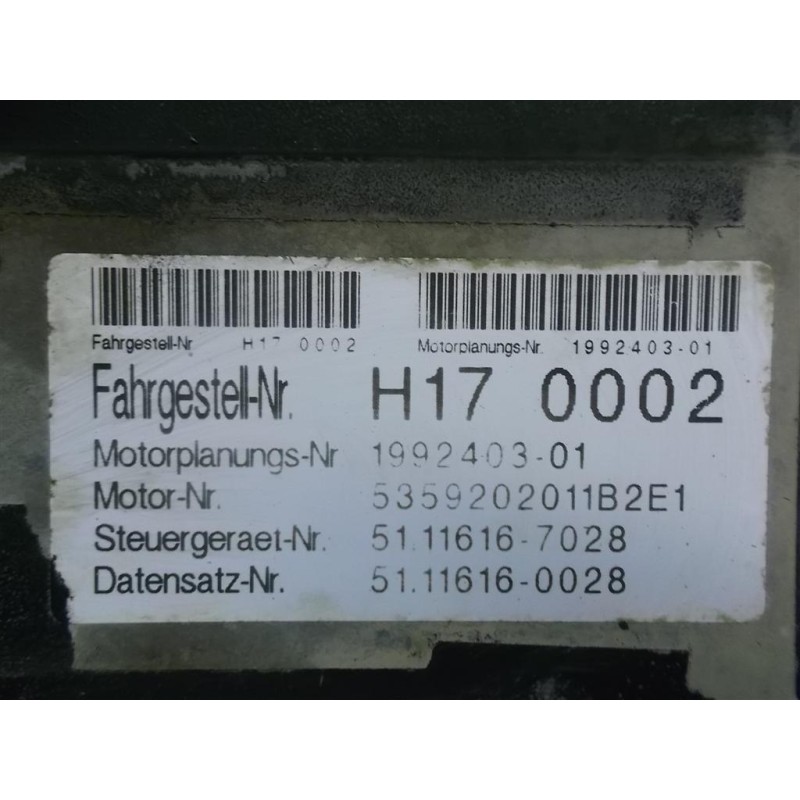 Fahrgestell-Nr H17 0002 Motorplanungs-Nr. 1992403-01
Fahrgestell-Nr. H17 0002
Motorplanungs-Nr 1992403-01
Motor-Nr. 5359202011B2E1
Steuergeraet-Nr. 51.11616-7028
Datensatz-Nr. 51.11616-0028